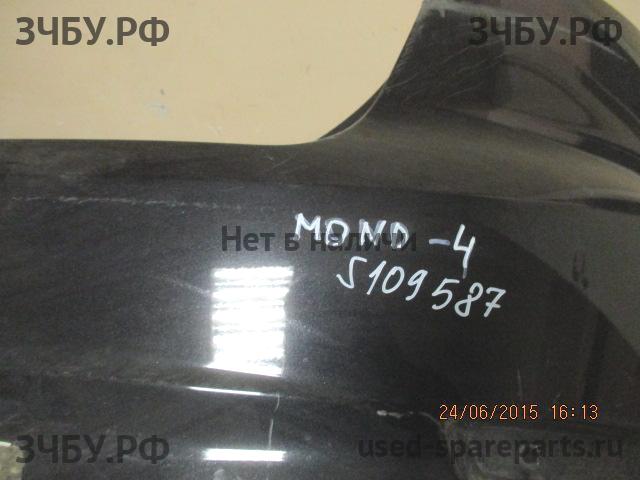 ЗЧБУ.РФ ЗЧБУ.РФ
MOND-4
Нет в наличии
S109587
24/06/2015 16:13
ЗЧБУ.РФ used-spareparts.ru